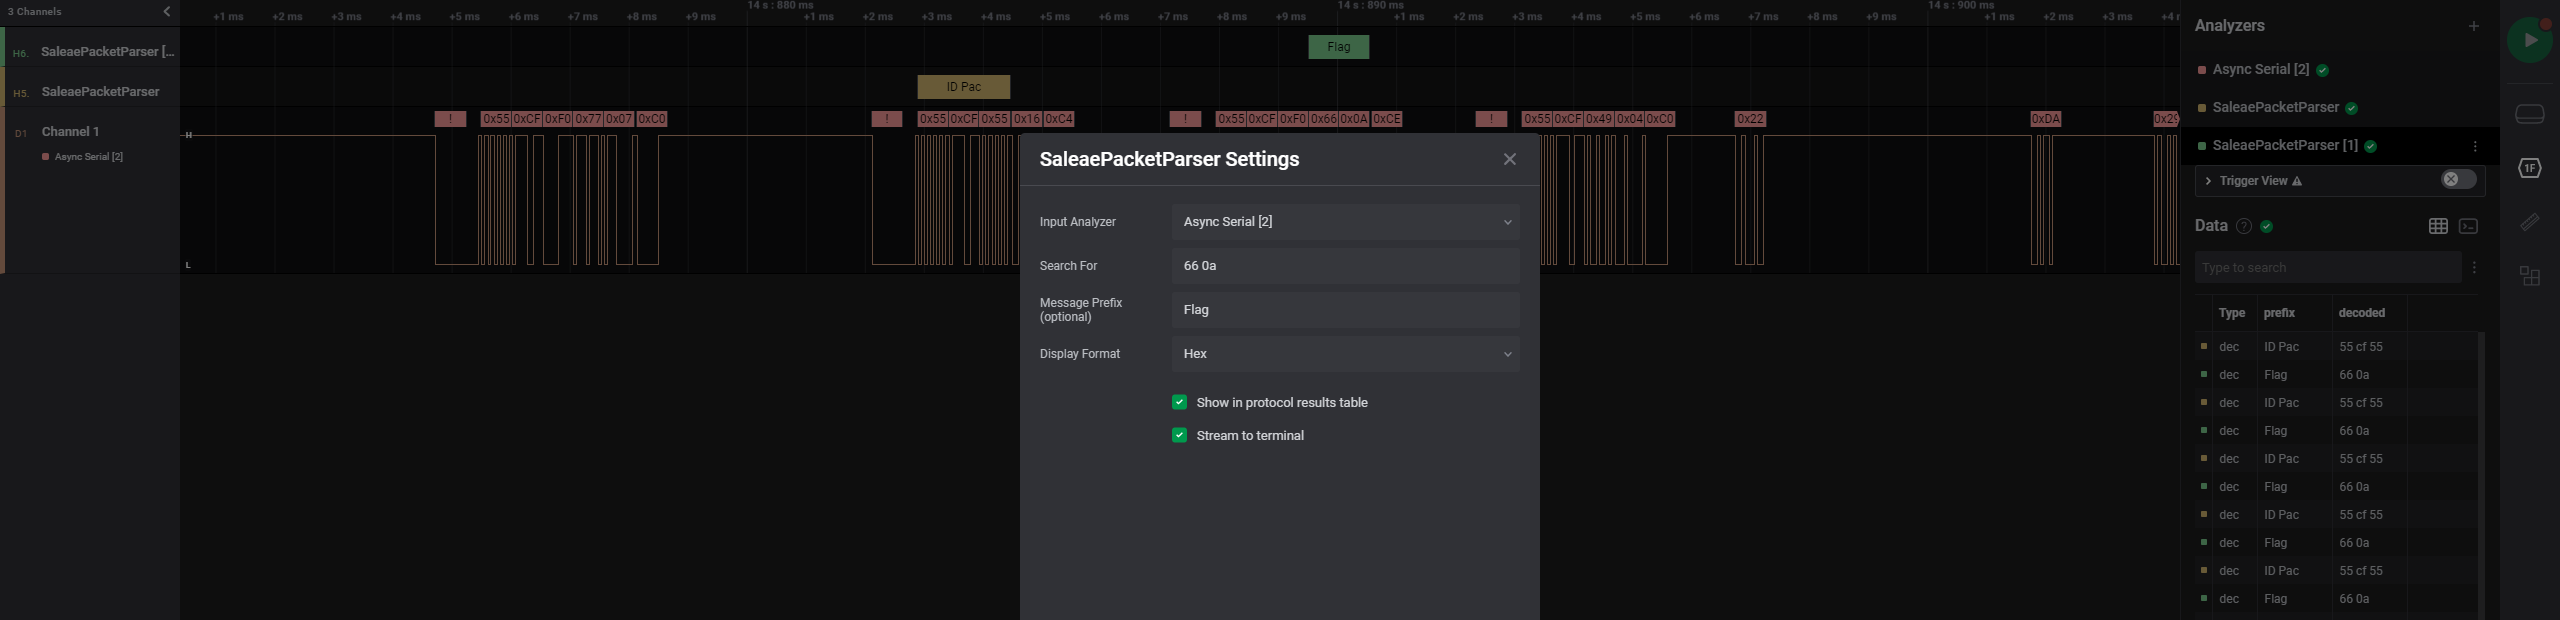 3 Channels
14 s : 880 ms
14 s : 890 ms
14 s : 900 ms
+1 ms +2 ms +3 ms +4 ms +5 ms +6 ms +7 ms +8 ms +9 ms +1 ms +2 ms +3 ms +4 ms +5 ms +6 ms +7 ms +8 ms +9 ms +1 ms +2 ms +3 ms +4 ms +5 ms +6 ms +7 ms +8 ms +9 ms +1 ms +2 ms +3 ms
H6. SaleaePacketParser [...
Flag
H5. SaleaePacketParser
ID Pac
D1 Channel 1
Async Serial [2]
! 0x55 0xCF 0xF0 0x77 0x07 0xC0 ! 0x55 0xCF 0x55 0x16 0xC4 ! 0x55 0xCF 0xF0 0x66 0x0A 0xCE ! 0x55 0xCF 0x49 0x04 0xC0 0x22 0xDA 0x29
H
L
SaleaePacketParser Settings
Input Analyzer Async Serial [2]
Search For 66 0a
Message Prefix
(optional)
Flag
Display Format Hex
Show in protocol results table
Stream to terminal
Analyzers
Async Serial [2]
SaleaePacketParser
SaleaePacketParser [1]
Trigger View
Data ?
Type to search
Type prefix decoded
dec ID Pac 55 cf 55
dec Flag 66 0a
dec ID Pac 55 cf 55
dec Flag 66 0a
dec ID Pac 55 cf 55
dec Flag 66 0a
dec ID Pac 55 cf 55
dec Flag 66 0a
dec ID Pac 55 cf 55
dec Flag 66 0a
1F